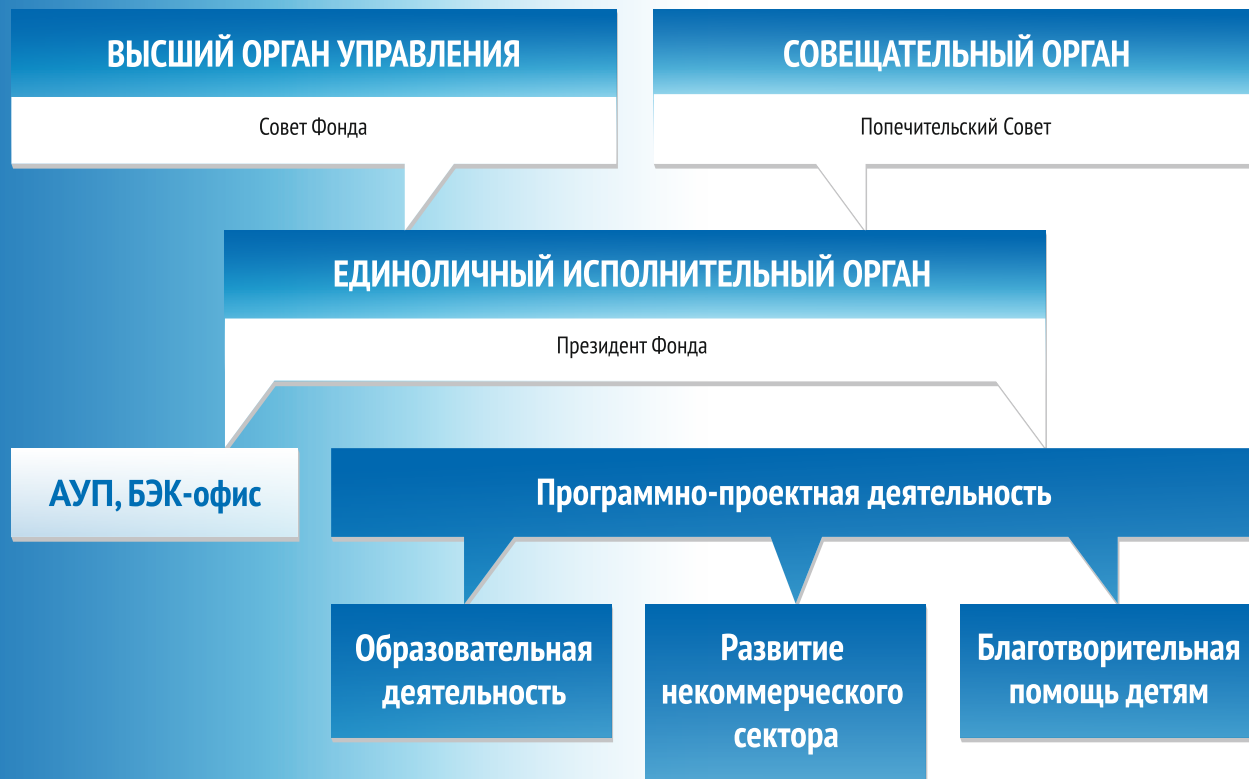 ВЫСШИЙ ОРГАН УПРАВЛЕНИЯ
Совет Фонда
СОВЕЩАТЕЛЬНЫЙ ОРГАН
Попечительский Совет
ЕДИНОЛИЧНЫЙ ИСПОЛНИТЕЛЬНЫЙ ОРГАН
Президент Фонда
АУП, БЭК-офис
Программно-проектная деятельность
Образовательная
деятельность
Развитие
некоммерческого
сектора
Благотворительная
помощь детям